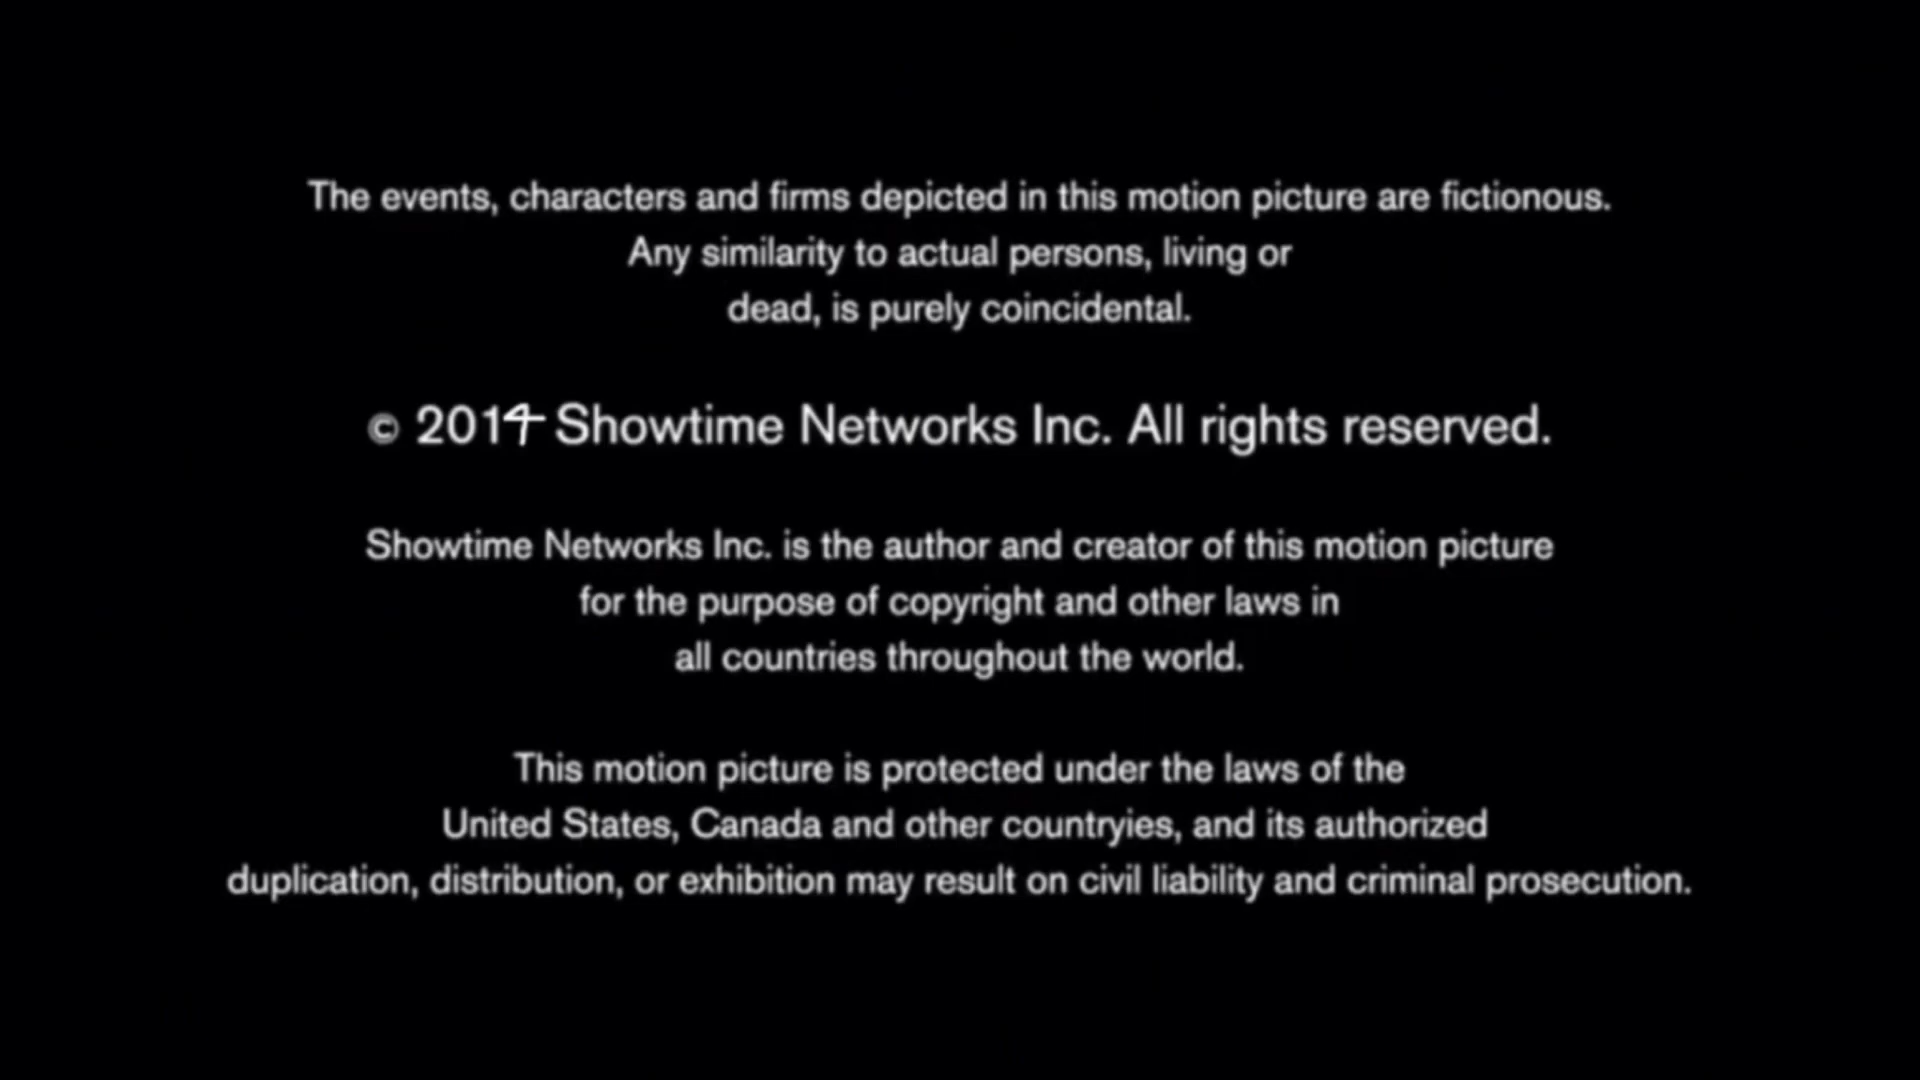 The events, characters and firms depicted in this motion picture are fictionous.
Any similarity to actual persons, living or
dead, is purely coincidental.
© 2014 Showtime Networks Inc. All rights reserved.
Showtime Networks Inc. is the author and creator of this motion picture
for the purpose of copyright and other laws in
all countries throughout the world.
This motion picture is protected under the laws of the
United States, Canada and other countryies, and its authorized
duplication, distribution, or exhibition may result on civil liability and criminal prosecution.